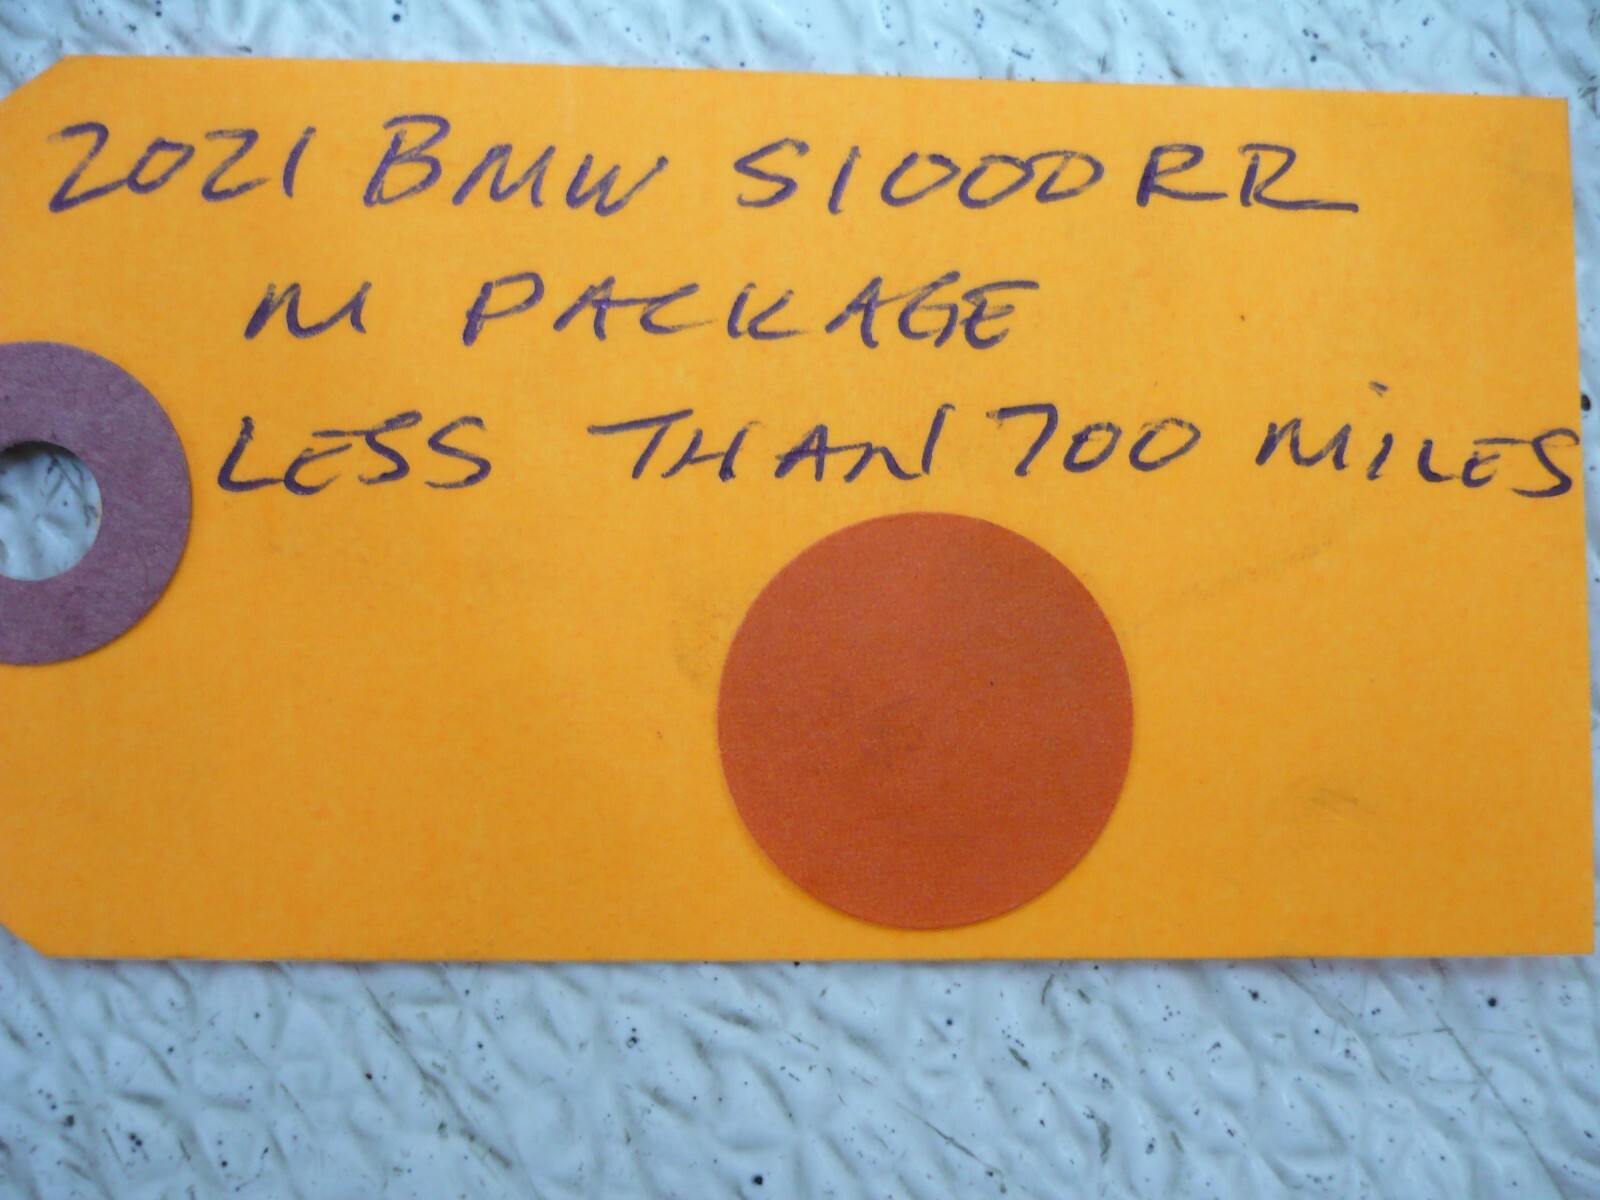 2021 BMW S1000RR
M PACKAGE
LESS THAN 700 MILES